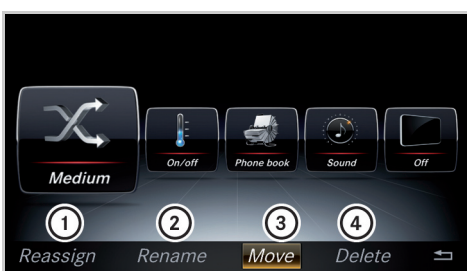 Medium
On/off
Phone book
Sound
Off
1 2 3 4
Reassign Rename Move Delete